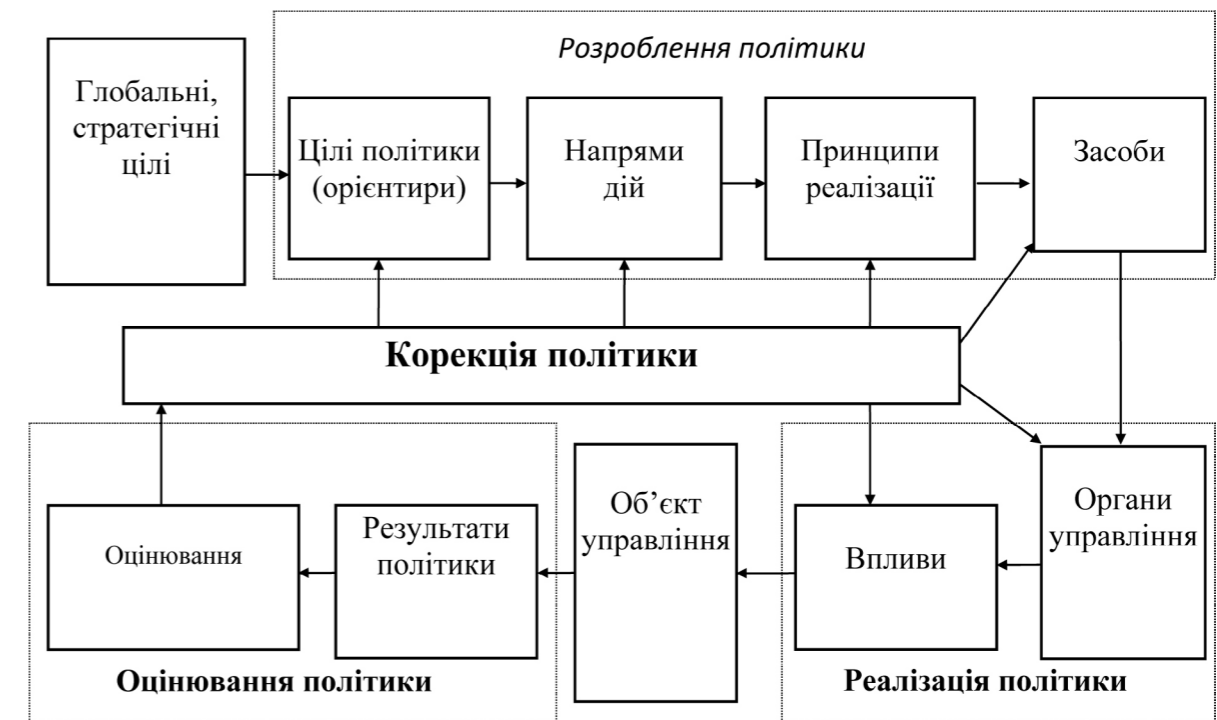 Розроблення політики
Глобальні,
стратегічні
цілі
Цілі політики
(орієнтири)
Напрями
дій
Принципи
реалізації
Засоби
Корекція політики
Оцінювання
Результати
політики
Об’єкт
управління
Впливи
Органи
управління
Оцінювання політики
Реалізація політики